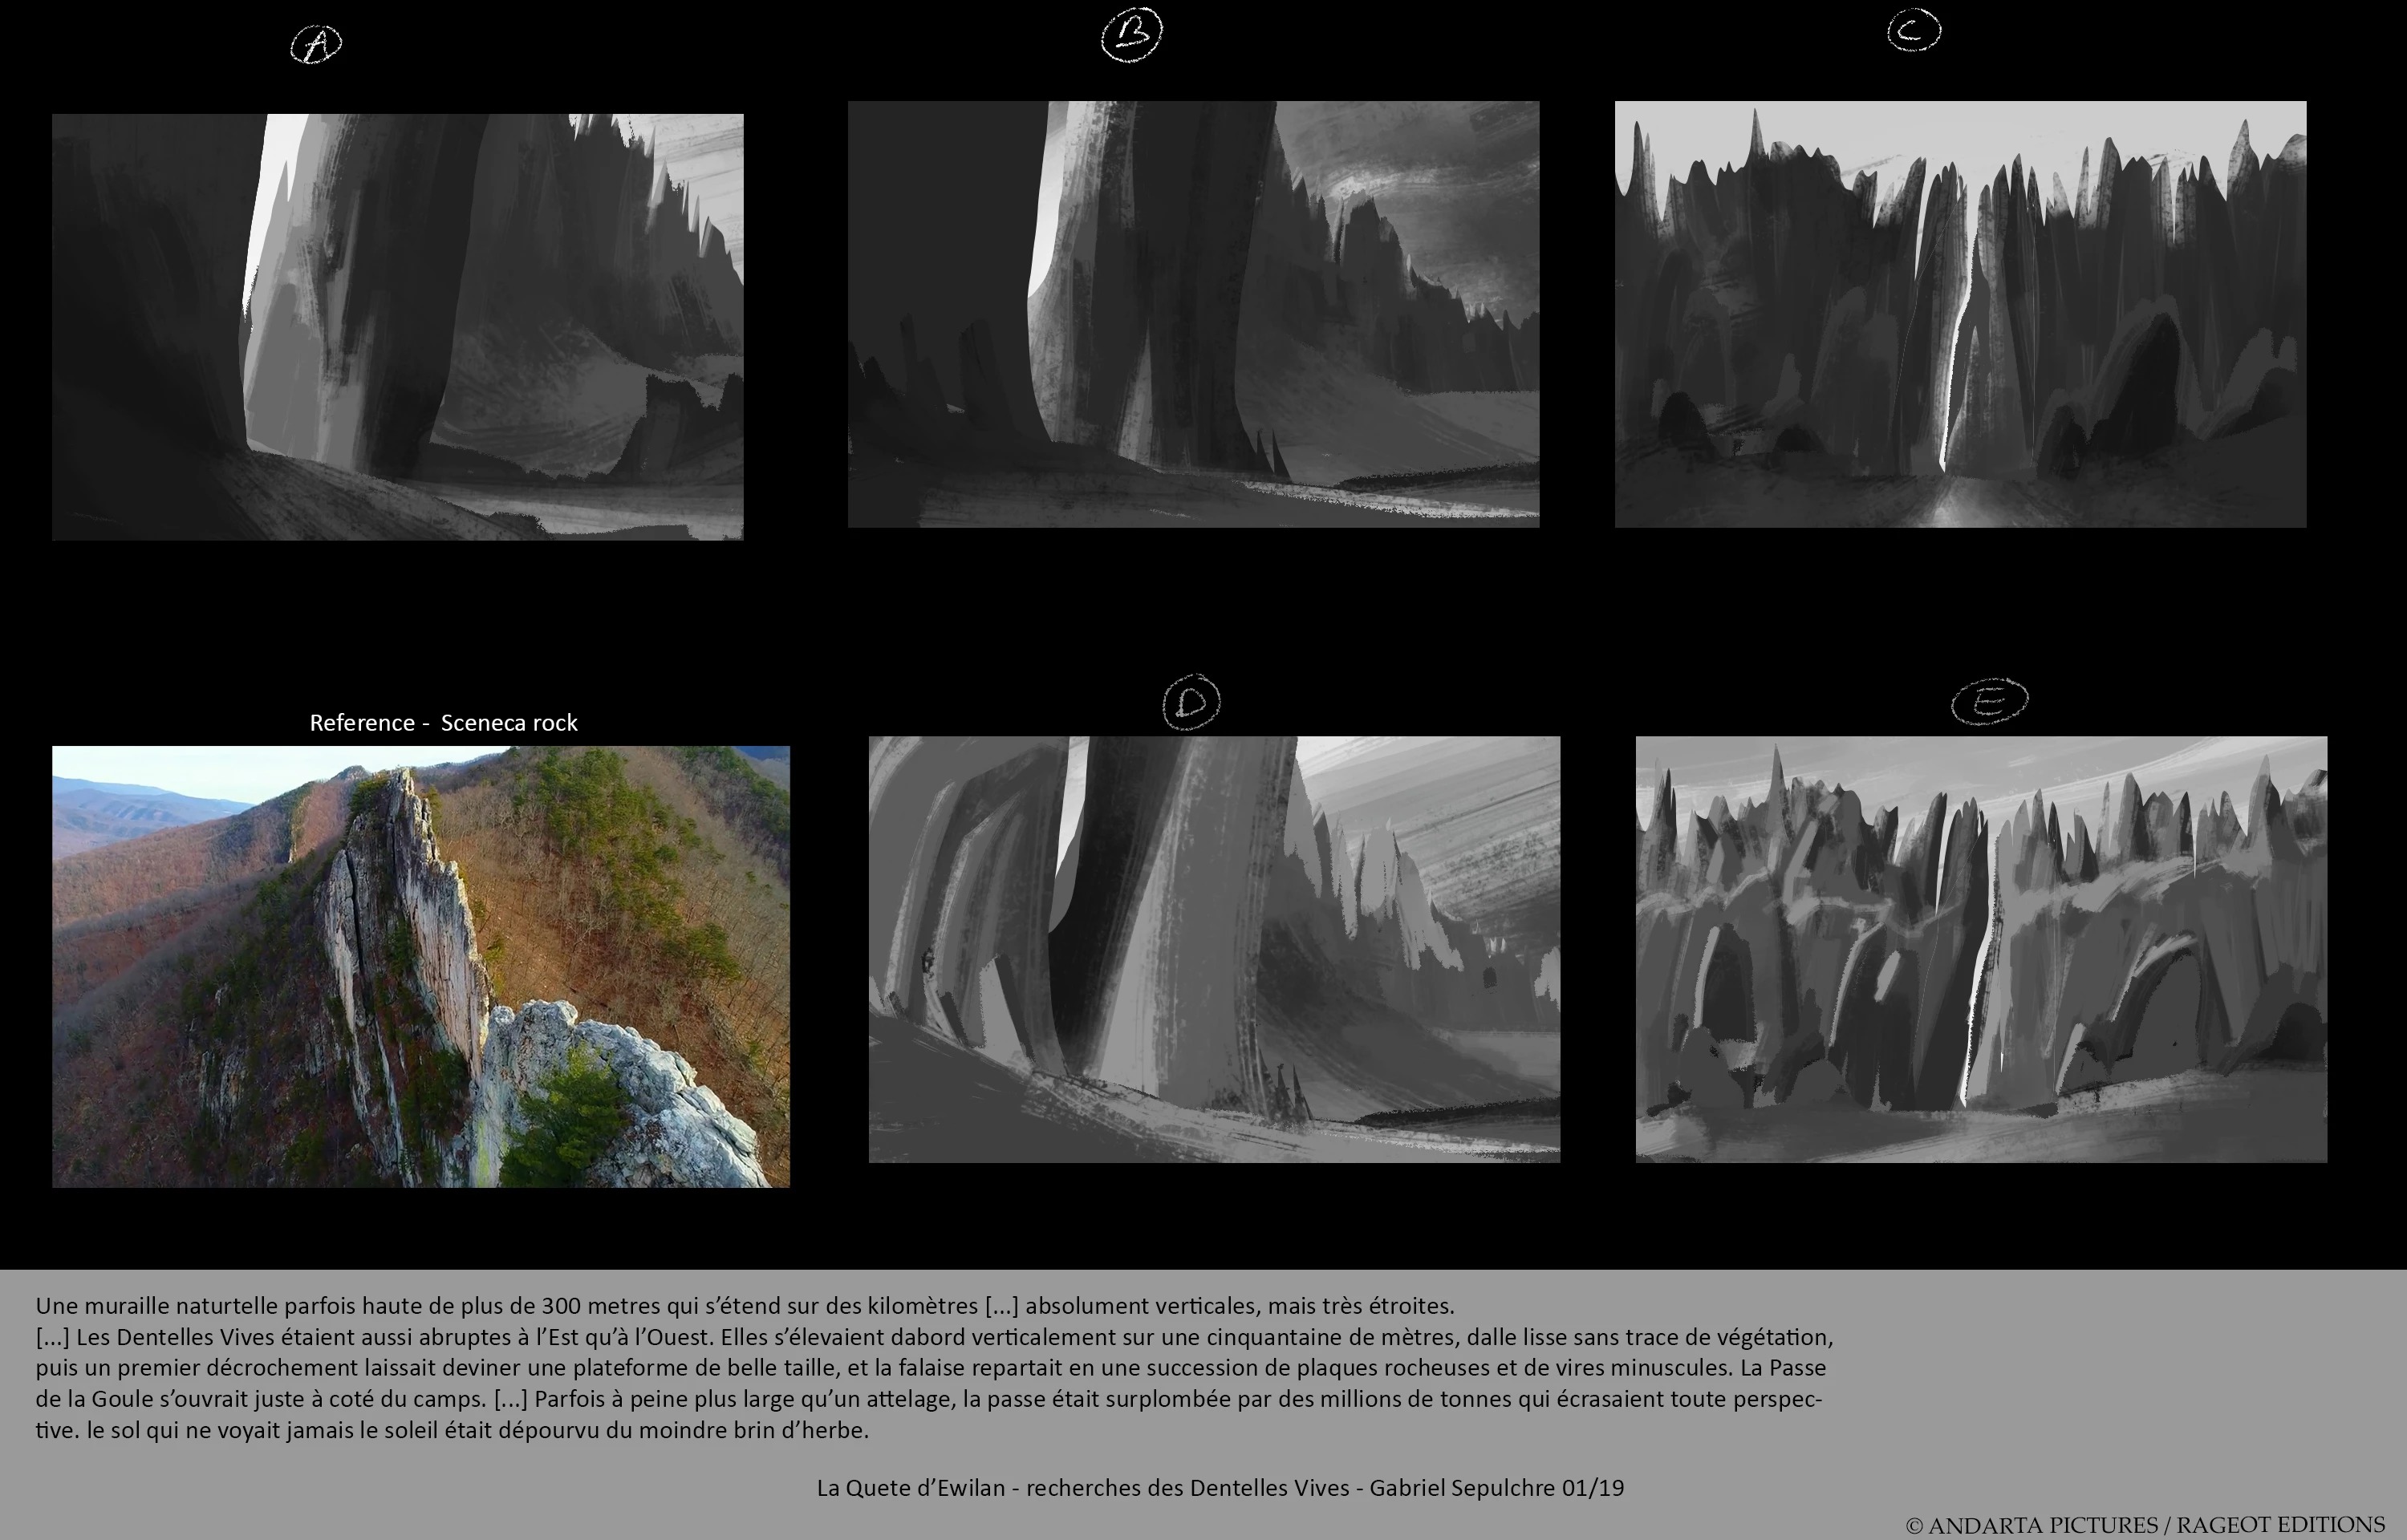 A
B
C
Reference - Sceneca rock
D
E
Une muraille naturtelle parfois haute de plus de 300 metres qui s’étend sur des kilomètres [...] absolument verticales, mais très étroites.
[...] Les Dentelles Vives étaient aussi abruptes à l’Est qu’à l’Ouest. Elles s’élevaient dabord verticalement sur une cinquantaine de mètres, dalle lisse sans trace de végétation,
puis un premier décrochement laissait deviner une plateforme de belle taille, et la falaise repartait en une succession de plaques rocheuses et de vires minuscules. La Passe
de la Goule s’ouvrait juste à coté du camps. [...] Parfois à peine plus large qu’un attelage, la passe était surplombée par des millions de tonnes qui écrasaient toute perspec-
tive. le sol qui ne voyait jamais le soleil était dépourvu du moindre brin d’herbe.
La Quete d’Ewilan - recherches des Dentelles Vives - Gabriel Sepulchre 01/19
© ANDARTA PICTURES / RAGEOT EDITIONS